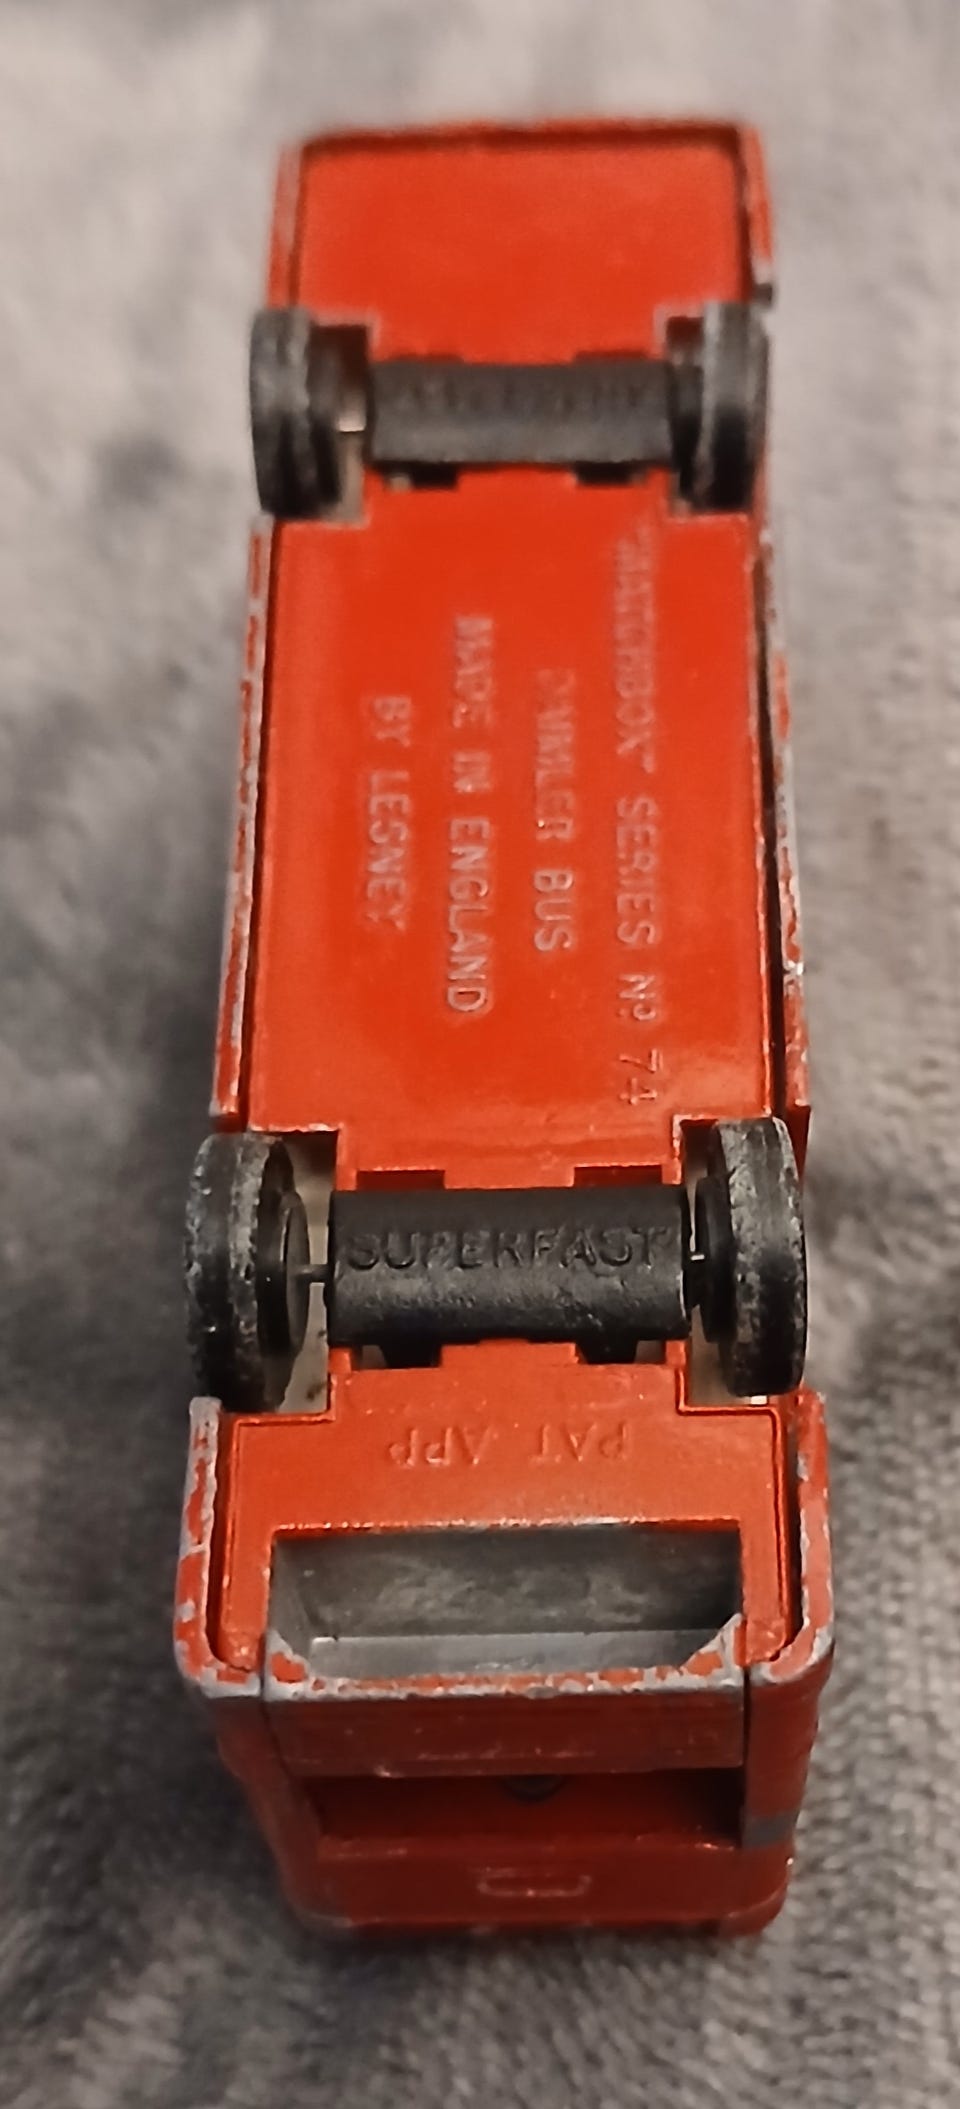 "MATCHBOX" SERIES No 74
DAIMLER BUS
MADE IN ENGLAND
BY LESNEY
SUPERFAST
PAT APP